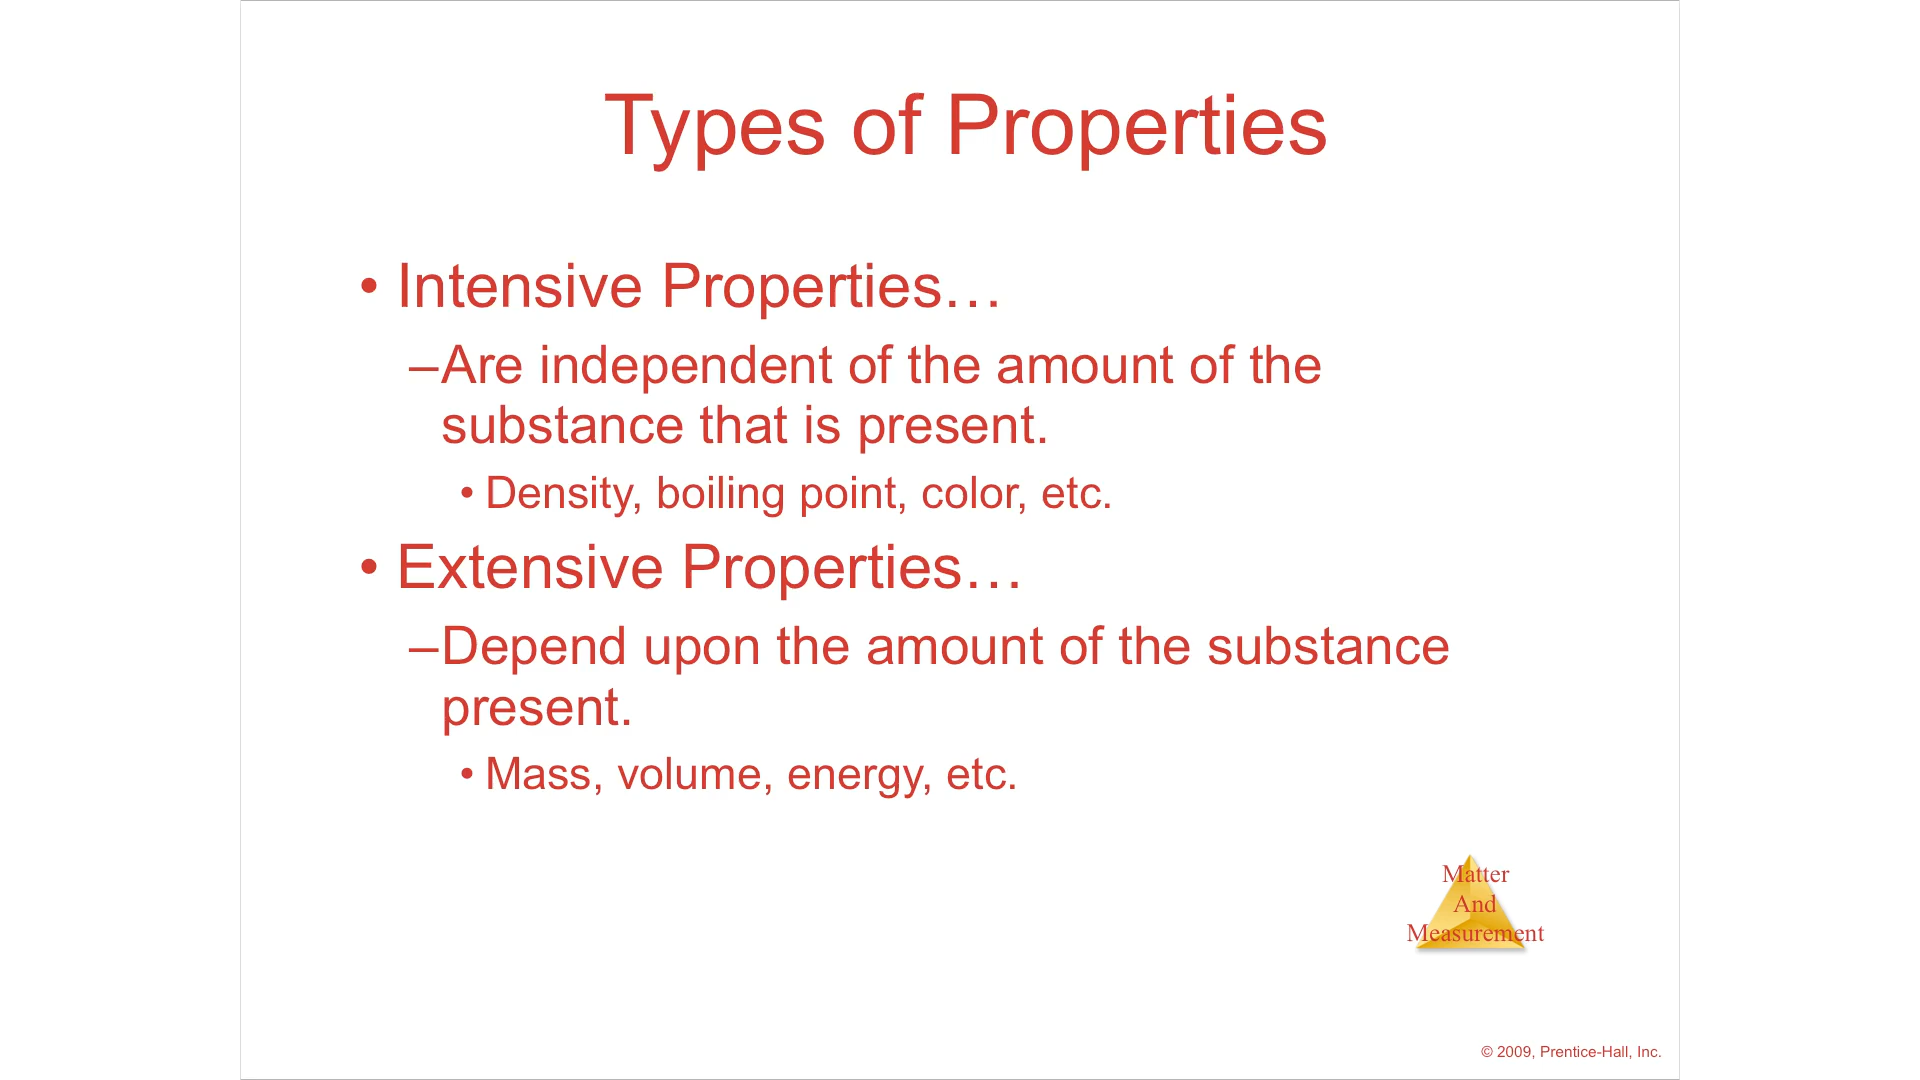 Types of Properties
• Intensive Properties…
–Are independent of the amount of the
substance that is present.
• Density, boiling point, color, etc.
• Extensive Properties…
–Depend upon the amount of the substance
present.
• Mass, volume, energy, etc.
Matter
And
Measurement
© 2009, Prentice-Hall, Inc.